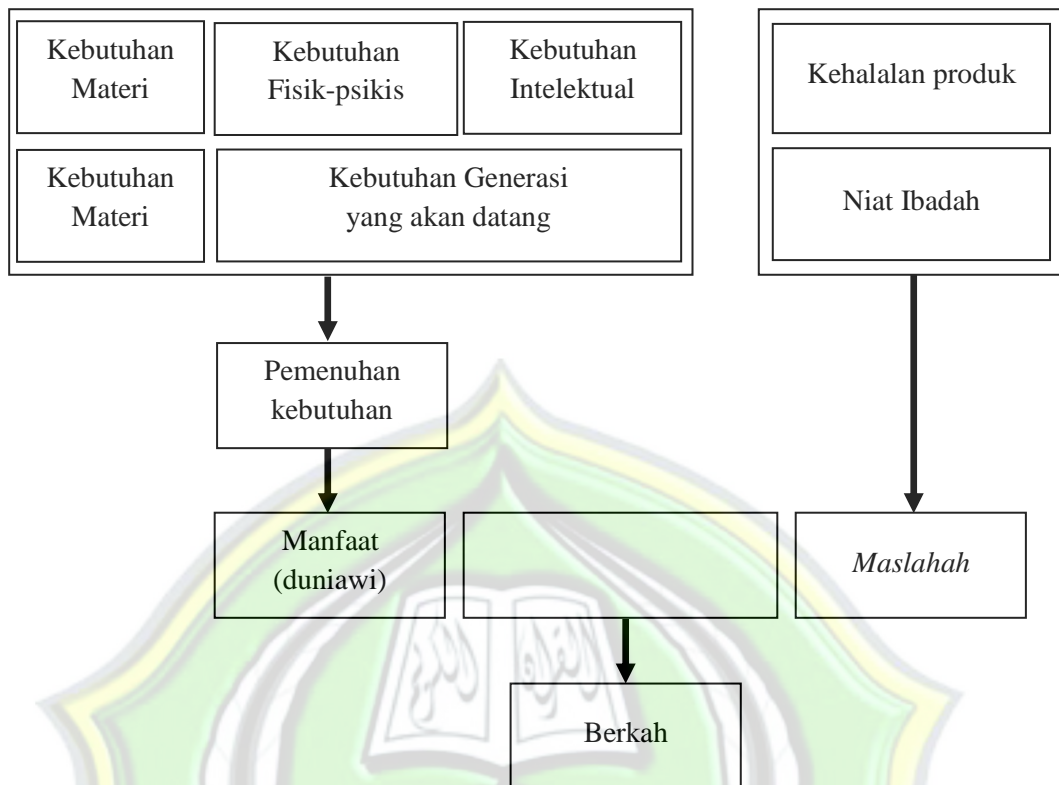 Kebutuhan
Materi
Kebutuhan
Fisik-psikis
Kebutuhan
Intelektual
Kehalalan produk
Kebutuhan
Materi
Kebutuhan Generasi
yang akan datang
Niat Ibadah
Pemenuhan
kebutuhan
Manfaat
(duniawi)
Maslahah
Berkah